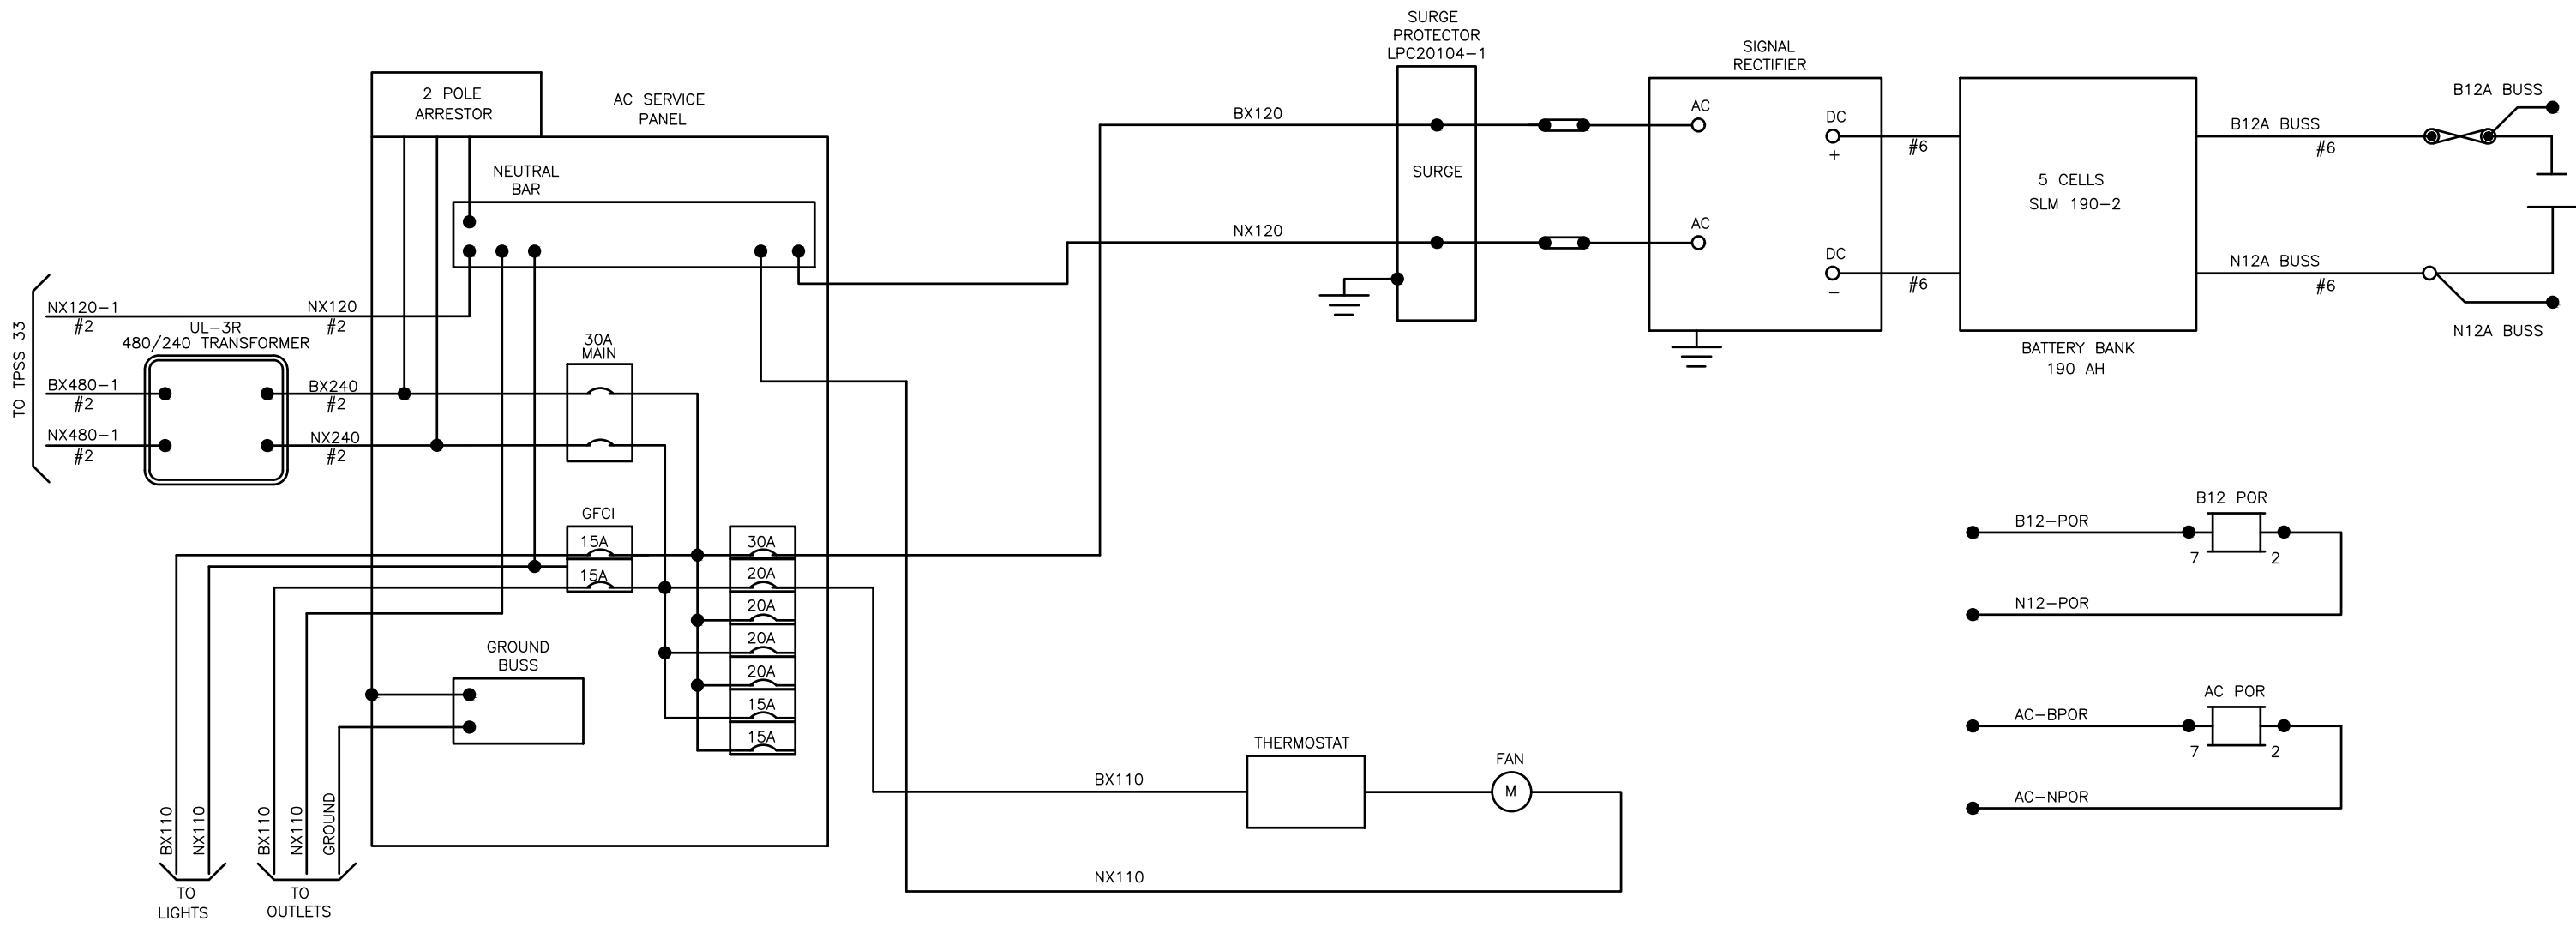 SURGE
PROTECTOR
LPC20104-1
SIGNAL
RECTIFIER
2 POLE
ARRESTOR
AC SERVICE
PANEL
NEUTRAL
BAR
BX120
SURGE
NX120
AC
AC
DC
+
DC
-
#6
#6
5 CELLS
SLM 190-2
BATTERY BANK
190 AH
B12A BUSS
B12A BUSS
#6
N12A BUSS
#6
N12A BUSS
TO TPSS 33
NX120-1
#2
NX120
#2
UL-3R
480/240 TRANSFORMER
BX480-1
#2
BX240
#2
NX480-1
#2
NX240
#2
30A
MAIN
GFCI
15A
15A
30A
20A
20A
20A
20A
15A
15A
GROUND
BUSS
BX110
NX110
BX110
NX110
GROUND
TO
LIGHTS
TO
OUTLETS
THERMOSTAT
FAN
M
BX110
NX110
B12 POR
B12-POR
7
2
N12-POR
AC POR
AC-BPOR
7
2
AC-NPOR